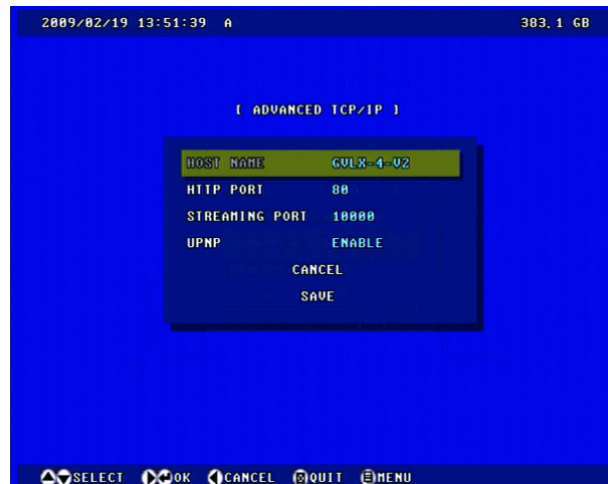 2009/02/19 13:51:39 A 383.1 GB
[ ADVANCED TCP/IP ]
HOST NAME GVLX-4-V2
HTTP PORT 80
STREAMING PORT 10000
UPNP ENABLE
CANCEL
SAVE
SELECT OK CANCEL QUIT MENU